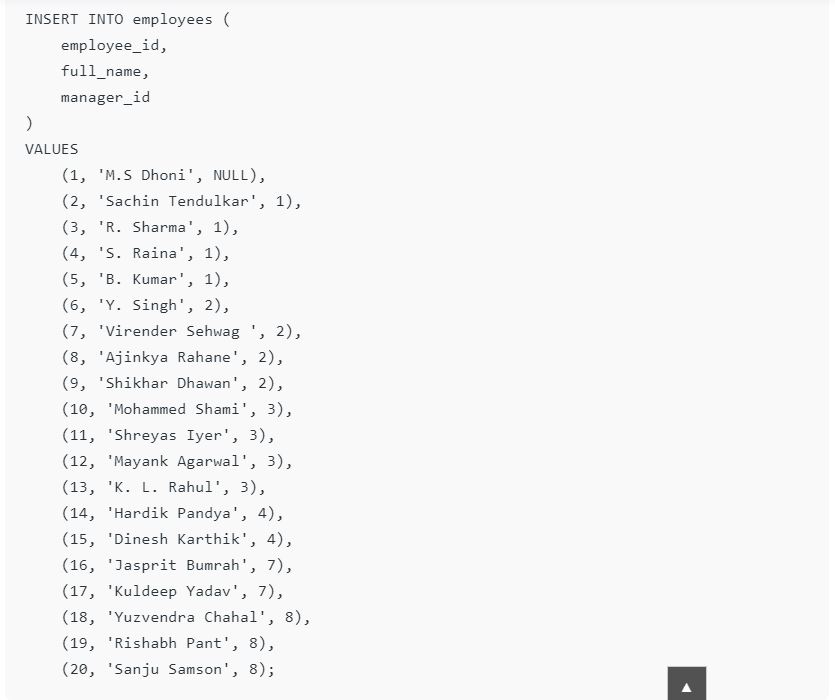 INSERT INTO employees (
    employee_id,
    full_name,
    manager_id
)
VALUES
    (1, 'M.S Dhoni', NULL),
    (2, 'Sachin Tendulkar', 1),
    (3, 'R. Sharma', 1),
    (4, 'S. Raina', 1),
    (5, 'B. Kumar', 1),
    (6, 'Y. Singh', 2),
    (7, 'Virender Sehwag ', 2),
    (8, 'Ajinkya Rahane', 2),
    (9, 'Shikhar Dhawan', 2),
    (10, 'Mohammed Shami', 3),
    (11, 'Shreyas Iyer', 3),
    (12, 'Mayank Agarwal', 3),
    (13, 'K. L. Rahul', 3),
    (14, 'Hardik Pandya', 4),
    (15, 'Dinesh Karthik', 4),
    (16, 'Jasprit Bumrah', 7),
    (17, 'Kuldeep Yadav', 7),
    (18, 'Yuzvendra Chahal', 8),
    (19, 'Rishabh Pant', 8),
    (20, 'Sanju Samson', 8);